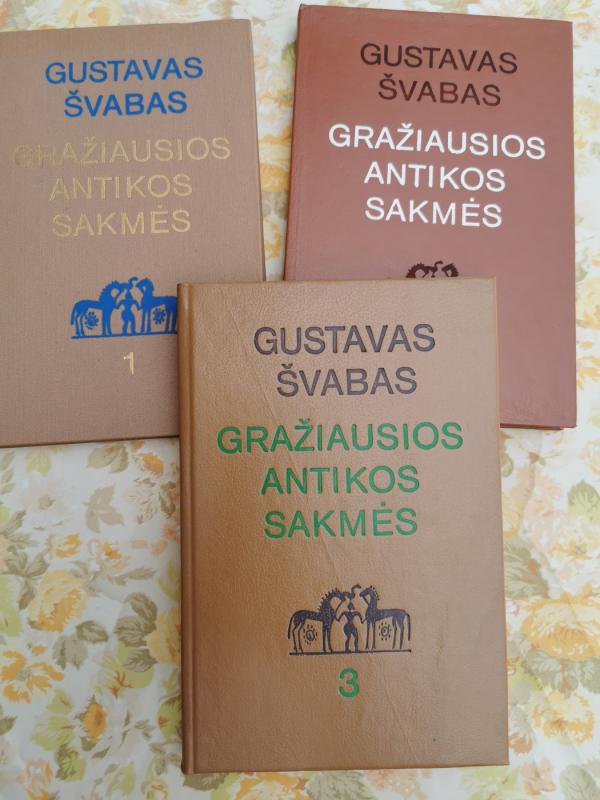 GUSTAVAS
ŠVABAS
GRAŽIAUSIOS
ANTIKOS
SAKMĖS
1
GUSTAVAS
ŠVABAS
GRAŽIAUSIOS
ANTIKOS
SAKMĖS
GUSTAVAS
ŠVABAS
GRAŽIAUSIOS
ANTIKOS
SAKMĖS
3